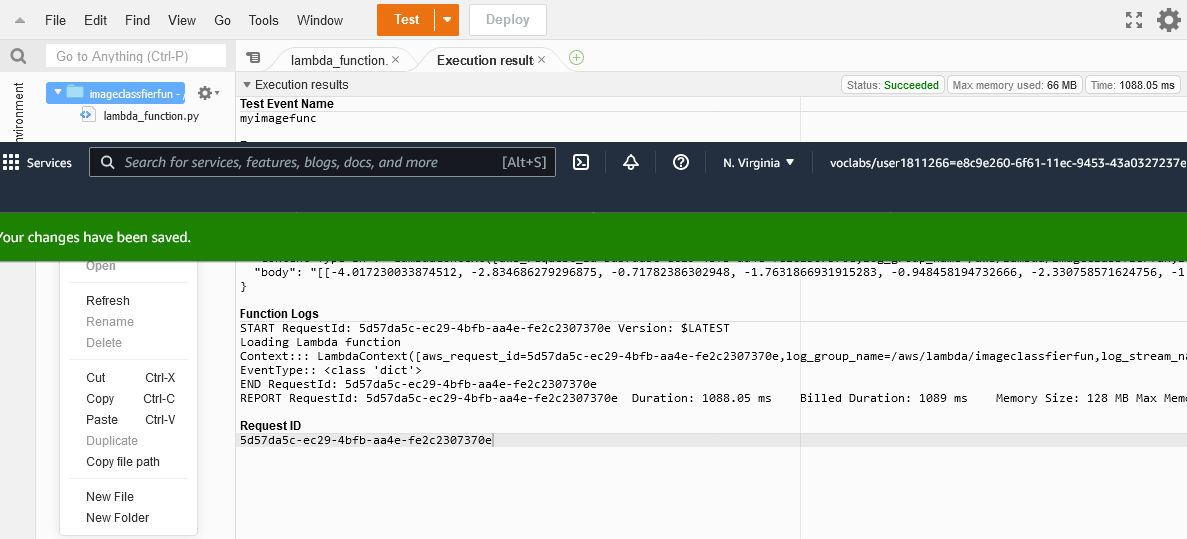 File Edit Find View Go Tools Window Test Deploy
Go to Anything (Ctrl-P)
lambda_function. Execution result
Execution results Status: Succeeded Max memory used: 66 MB Time: 1088.05 ms
imageclassfierfun -
lambda_function.py
Test Event Name
myimagefunc
Services Search for services, features, blogs, docs, and more [Alt+S] N. Virginia voclabs/user1811266=e8c9e260-6f61-11ec-9453-43a0327237e
Your changes have been saved.
Open
"body": "[[-4.017230033874512, -2.834686279296875, -0.71782386302948, -1.7631866931915283, -0.948458194732666, -2.330758571624756, -1
}
Refresh
Rename
Delete
Cut Ctrl-X
Copy Ctrl-C
Paste Ctrl-V
Duplicate
Copy file path
New File
New Folder
Function Logs
START RequestId: 5d57da5c-ec29-4bfb-aa4e-fe2c2307370e Version: $LATEST
Loading Lambda function
Context::: LambdaContext([aws_request_id=5d57da5c-ec29-4bfb-aa4e-fe2c2307370e,log_group_name=/aws/lambda/imageclassfierfun,log_stream_na
EventType:: <class 'dict'>
END RequestId: 5d57da5c-ec29-4bfb-aa4e-fe2c2307370e
REPORT RequestId: 5d57da5c-ec29-4bfb-aa4e-fe2c2307370e Duration: 1088.05 ms Billed Duration: 1089 ms Memory Size: 128 MB Max Mem
Request ID
5d57da5c-ec29-4bfb-aa4e-fe2c2307370e